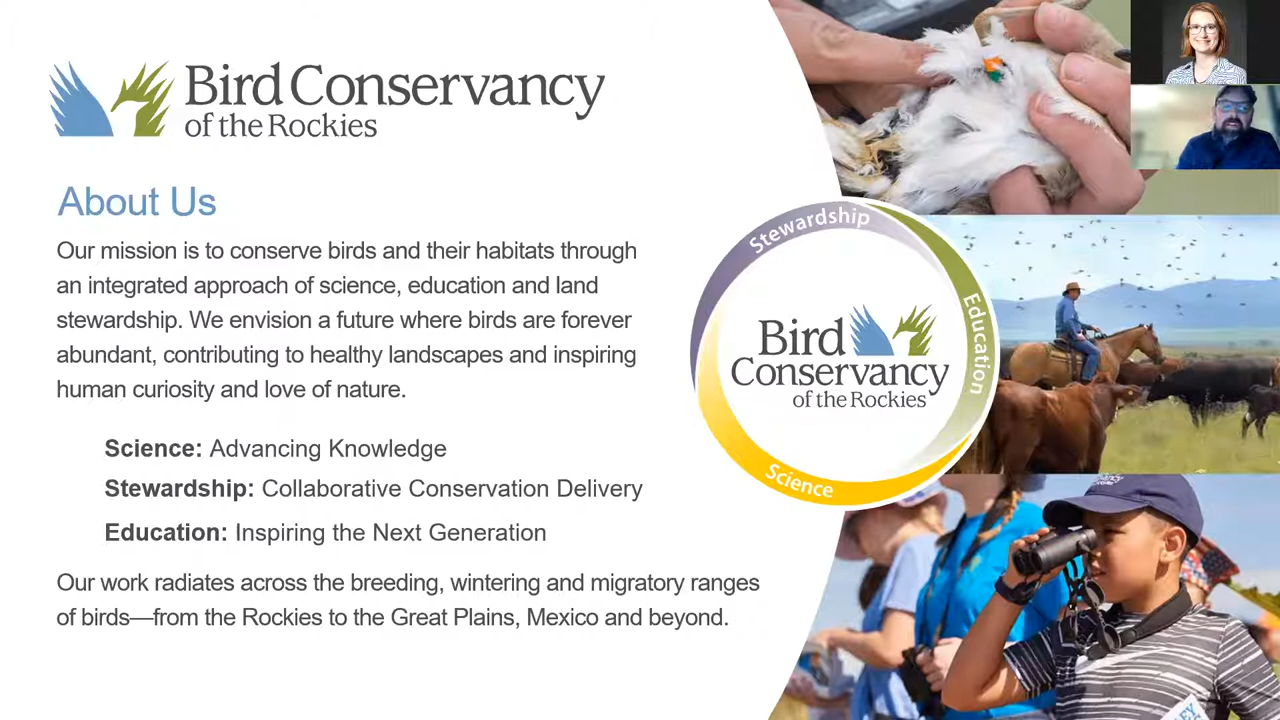 Bird Conservancy
of the Rockies
About Us
Our mission is to conserve birds and their habitats through
an integrated approach of science, education and land
stewardship. We envision a future where birds are forever
abundant, contributing to healthy landscapes and inspiring
human curiosity and love of nature.
Science: Advancing Knowledge
Stewardship: Collaborative Conservation Delivery
Education: Inspiring the Next Generation
Our work radiates across the breeding, wintering and migratory ranges
of birds—from the Rockies to the Great Plains, Mexico and beyond.
Stewardship
Education
Science
Bird
Conservancy
of the Rockies